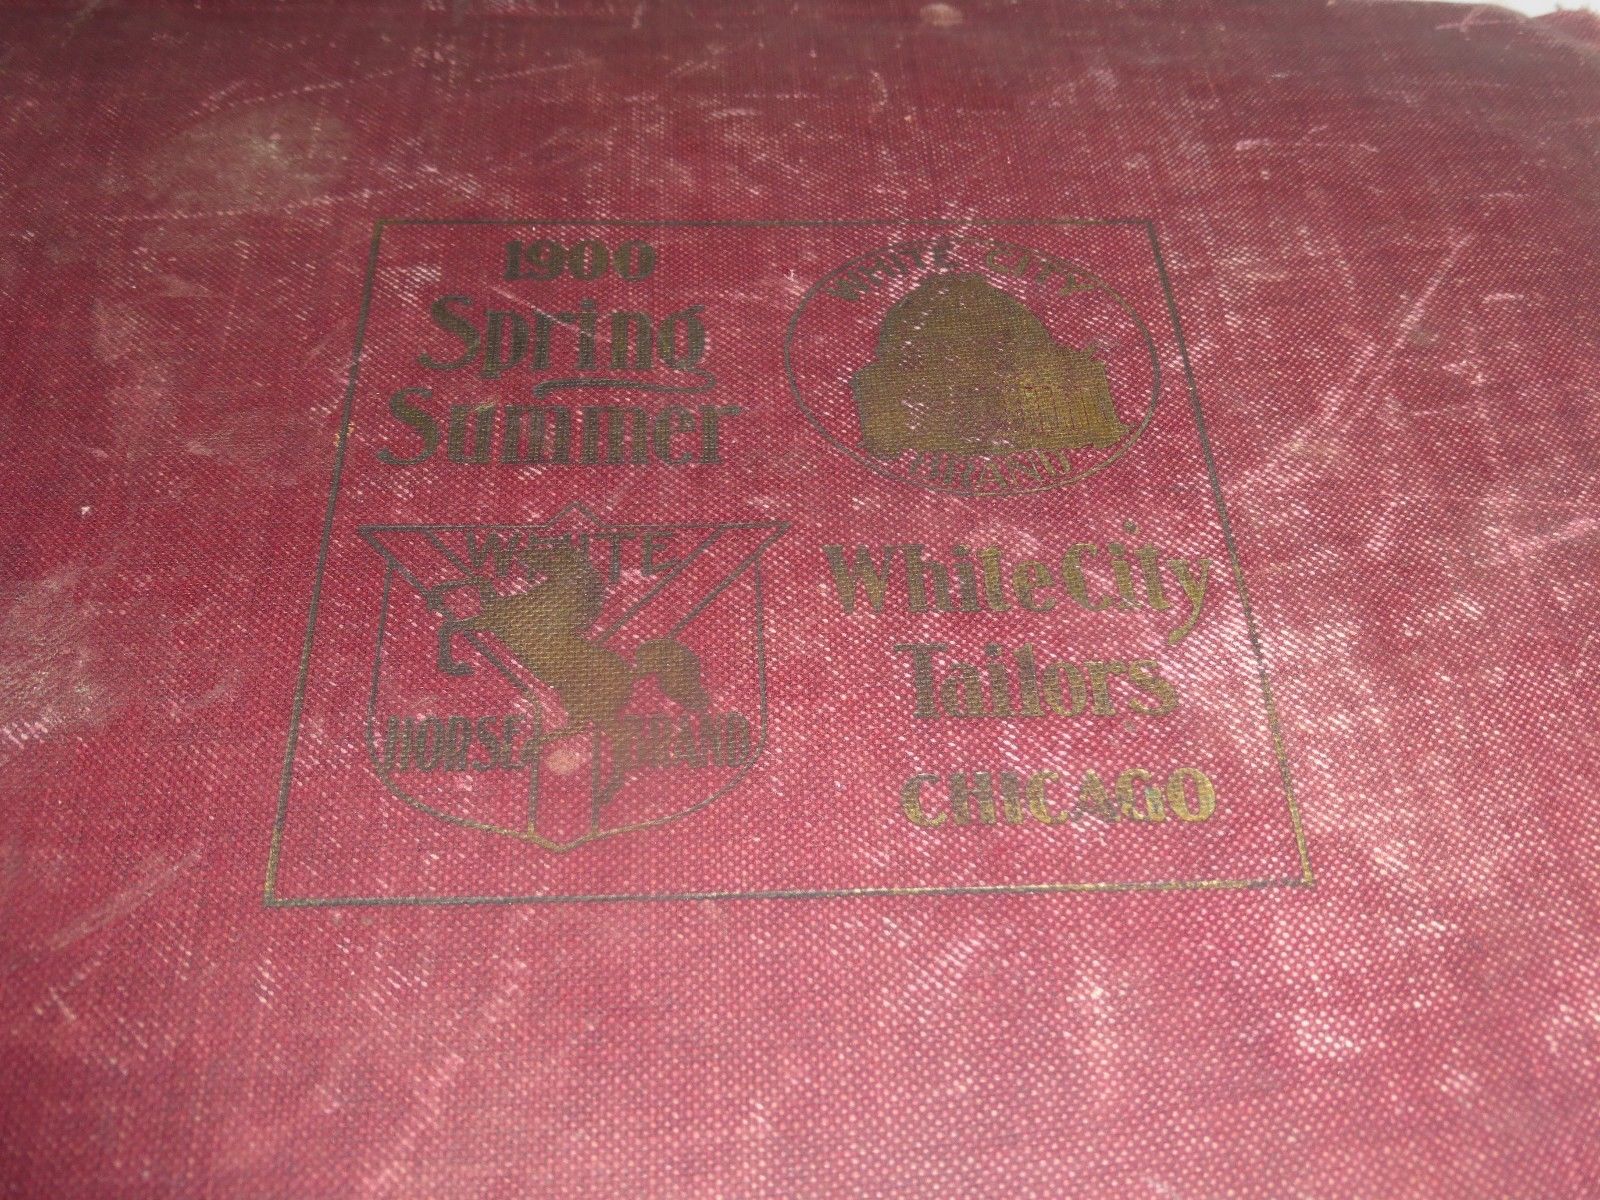 1900
Spring
Summer
WHITE CITY
BRAND
WHITE
HORSE BRAND
White City
Tailors
CHICAGO